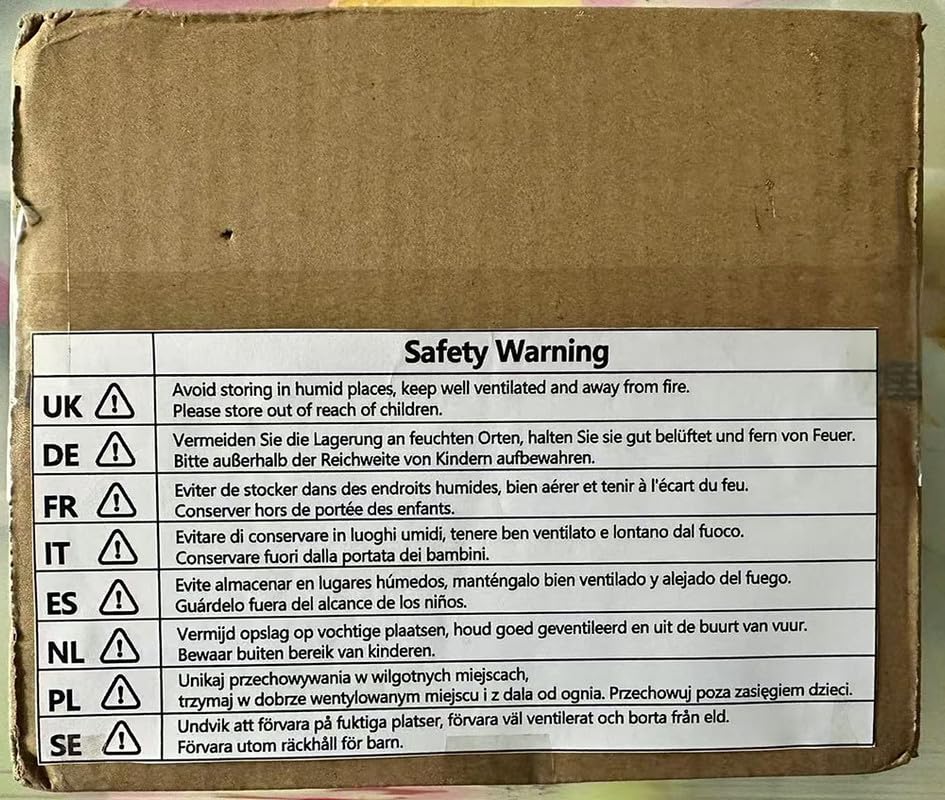 Safety Warning
UK Avoid storing in humid places, keep well ventilated and away from fire.
Please store out of reach of children.
DE Vermeiden Sie die Lagerung an feuchten Orten, halten Sie sie gut belüftet und fern von Feuer.
Bitte außerhalb der Reichweite von Kindern aufbewahren.
FR Eviter de stocker dans des endroits humides, bien aérer et tenir à l'écart du feu.
Conserver hors de portée des enfants.
IT Evitare di conservare in luoghi umidi, tenere ben ventilato e lontano dal fuoco.
Conservare fuori dalla portata dei bambini.
ES Evite almacenar en lugares húmedos, manténgalo bien ventilado y alejado del fuego.
Guárdelo fuera del alcance de los niños.
NL Vermijd opslag op vochtige plaatsen, houd goed geventileerd en uit de buurt van vuur.
Bewaar buiten bereik van kinderen.
PL Unikaj przechowywania w wilgotnych miejscach,
trzymaj w dobrze wentylowanym miejscu i z dala od ognia. Przechowuj poza zasięgiem dzieci.
SE Undvik att förvara på fuktiga platser, förvara väl ventilerat och borta från eld.
Förvara utom räckhåll för barn.